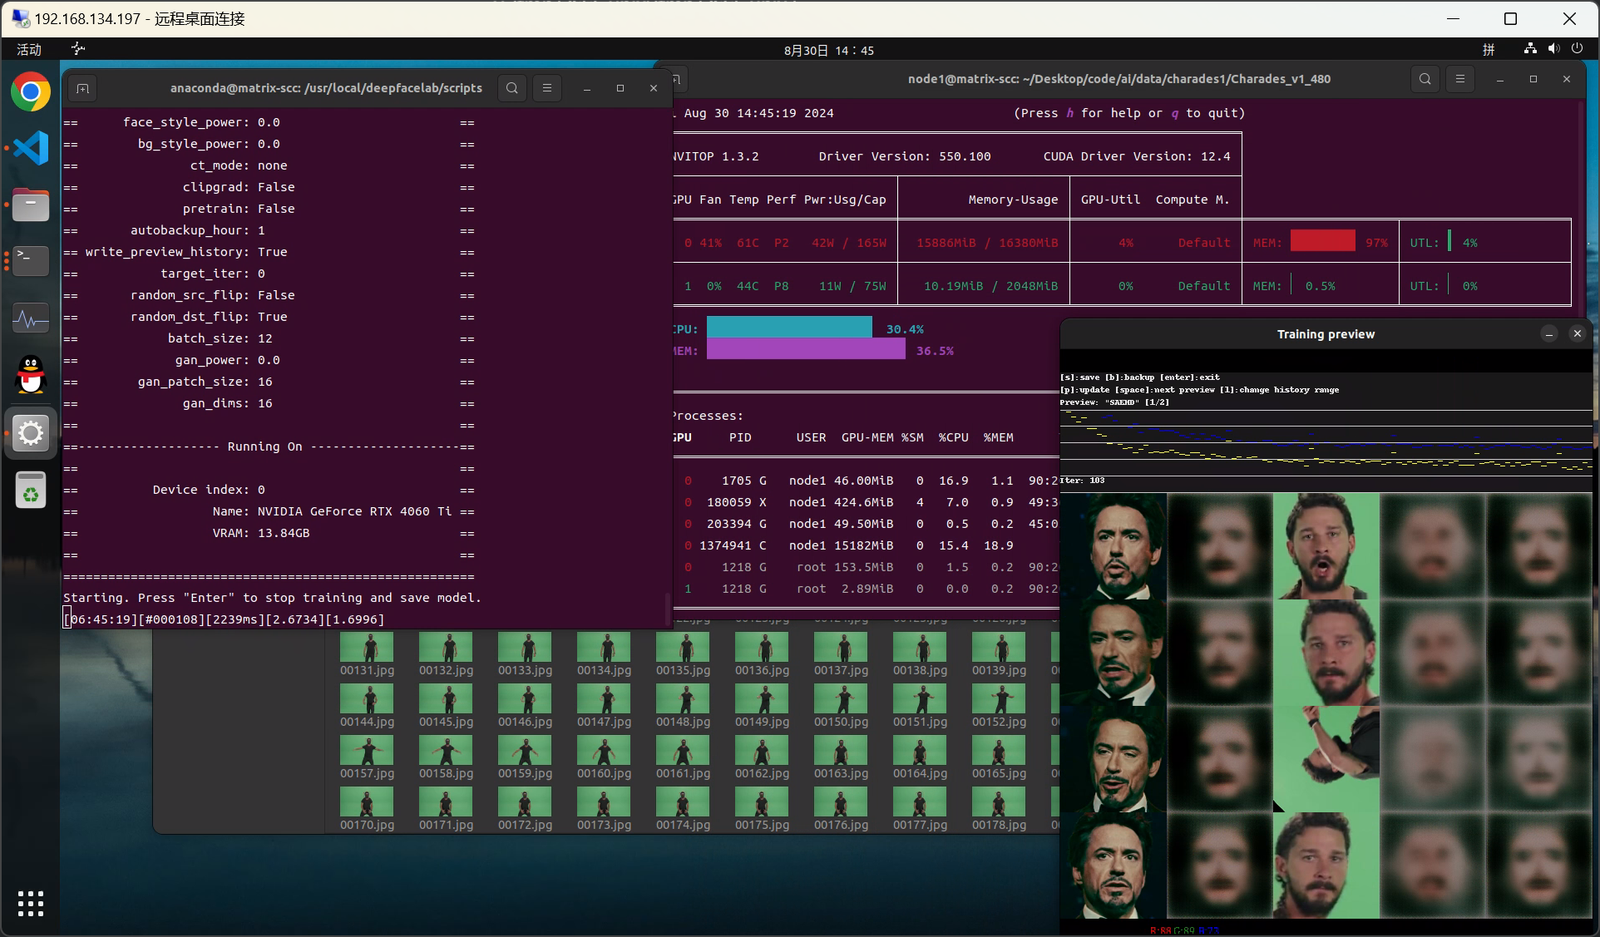 192.168.134.197 - 远程桌面连接
活动
8月30日 14：45
拼
anaconda@matrix-scc: /usr/local/deepfacelab/scripts
== face_style_power: 0.0 ==
== bg_style_power: 0.0 ==
== ct_mode: none ==
== clipgrad: False ==
== pretrain: False ==
== autobackup_hour: 1 ==
== write_preview_history: True ==
== target_iter: 0 ==
== random_src_flip: False ==
== random_dst_flip: True ==
== batch_size: 12 ==
== gan_power: 0.0 ==
== gan_patch_size: 16 ==
== gan_dims: 16 ==
== ==
==------------------- Running On --------------------==
== ==
== Device index: 0 ==
== Name: NVIDIA GeForce RTX 4060 Ti ==
== VRAM: 13.84GB ==
== ==
=======================================================
Starting. Press "Enter" to stop training and save model.
[06:45:19][#000108][2239ms][2.6734][1.6996]
node1@matrix-scc: ~/Desktop/code/ai/data/charades1/Charades_v1_480
Aug 30 14:45:19 2024 (Press h for help or q to quit)
NVITOP 1.3.2 Driver Version: 550.100 CUDA Driver Version: 12.4
GPU Fan Temp Perf Pwr:Usg/Cap Memory-Usage GPU-Util Compute M.
0 41% 61C P2 42W / 165W 15886MiB / 16380MiB 4% Default MEM: 97% UTL: 4%
1 0% 44C P8 11W / 75W 10.19MiB / 2048MiB 0% Default MEM: 0.5% UTL: 0%
CPU: 30.4%
MEM: 36.5%
Processes:
GPU PID USER GPU-MEM %SM %CPU %MEM
0 1705 G node1 46.00MiB 0 16.9 1.1 90:2
0 180059 X node1 424.6MiB 4 7.0 0.9 49:3
0 203394 G node1 49.50MiB 0 0.5 0.2 45:0
0 1374941 C node1 15182MiB 0 15.4 18.9
0 1218 G root 153.5MiB 0 1.5 0.2 90:2
1 1218 G root 2.89MiB 0 0.0 0.2 90:2
Training preview
[s]:save [b]:backup [enter]:exit
[p]:update [space]:next preview [l]:change history range
Preview: "SAEHD" [1/2]
Iter: 103
00131.jpg 00132.jpg 00133.jpg 00134.jpg 00135.jpg 00136.jpg 00137.jpg 00138.jpg 00139.jpg
00144.jpg 00145.jpg 00146.jpg 00147.jpg 00148.jpg 00149.jpg 00150.jpg 00151.jpg 00152.jpg
00157.jpg 00158.jpg 00159.jpg 00160.jpg 00161.jpg 00162.jpg 00163.jpg 00164.jpg 00165.jpg
00170.jpg 00171.jpg 00172.jpg 00173.jpg 00174.jpg 00175.jpg 00176.jpg 00177.jpg 00178.jpg